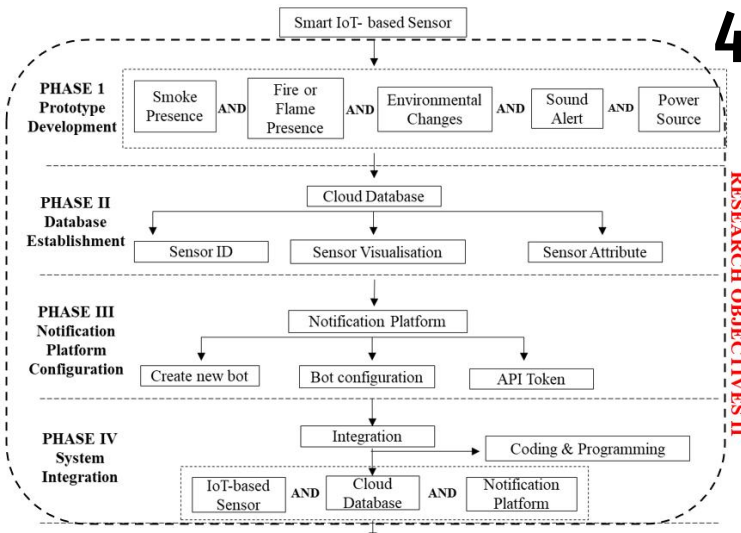 Smart IoT- based Sensor
4
PHASE 1
Prototype
Development
Smoke
Presence
AND
Fire or
Flame
Presence
AND
Environmental
Changes
AND
Sound
Alert
AND
Power
Source
PHASE II
Database
Establishment
Cloud Database
Sensor ID
Sensor Visualisation
Sensor Attribute
RESEARCH OBJECTIVES II
PHASE III
Notification
Platform
Configuration
Notification Platform
Create new bot
Bot configuration
API Token
PHASE IV
System
Integration
Integration
Coding & Programming
IoT-based
Sensor
AND
Cloud
Database
AND
Notification
Platform